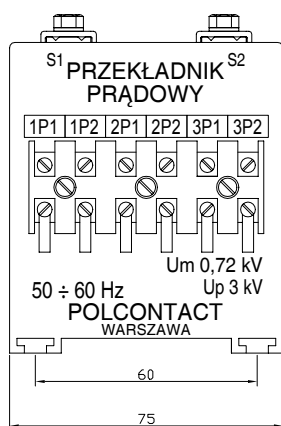 S1 S2
PRZEKŁADNIK
PRĄDOWY
1P1 1P2 2P1 2P2 3P1 3P2
Um 0,72 kV
50 ÷ 60 Hz Up 3 kV
POLCONTACT
WARSZAWA
60
75